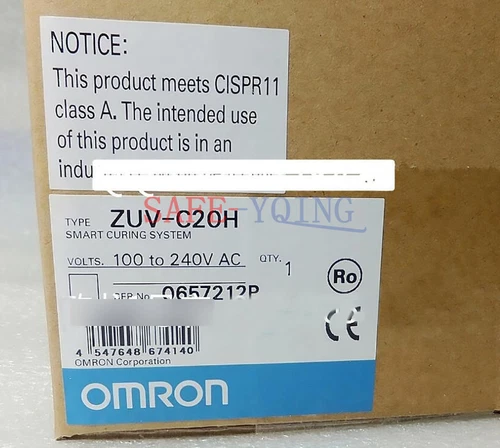 NOTICE:
This product meets CISPR11
class A. The intended use
of this product is in an
SAFE-YQING
TYPE ZUV-C20H
SMART CURING SYSTEM
VOLTS. 100 to 240V AC QTY. 1
Ro
No. 0657212P
CE
4 547648 674140
OMRON Corporation
OMRON